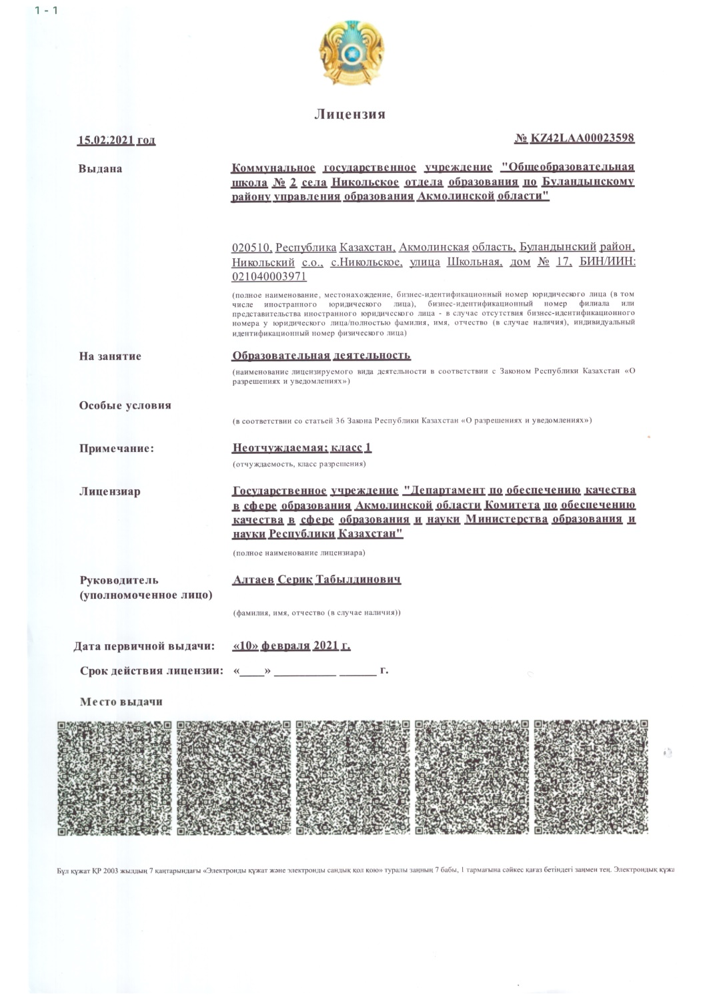 1 - 1
Лицензия
15.02.2021 год
№ KZ42LAA00023598
Выдана
Коммунальное государственное учреждение "Общеобразовательная
школа № 2 села Никольское отдела образования по Буландынскому
району управления образования Акмолинской области"
020510, Республика Казахстан, Акмолинская область, Буландынский район,
Никольский с.о., с.Никольское, улица Школьная, дом № 17, БИН/ИИН:
021040003971
(полное наименование, местонахождение, бизнес-идентификационный номер юридического лица (в том
числе иностранного юридического лица), бизнес-идентификационный номер филиала или
представительства иностранного юридического лица - в случае отсутствия бизнес-идентификационного
номера у юридического лица/полностью фамилия, имя, отчество (в случае наличия), индивидуальный
идентификационный номер физического лица)
На занятие
Образовательная деятельность
(наименование лицензируемого вида деятельности в соответствии с Законом Республики Казахстан «О
разрешениях и уведомлениях»)
Особые условия
(в соответствии со статьей 36 Закона Республики Казахстан «О разрешениях и уведомлениях»)
Примечание:
Неотчуждаемая; класс 1
(отчуждаемость, класс разрешения)
Лицензиар
Государственное учреждение "Департамент по обеспечению качества
в сфере образования Акмолинской области Комитета по обеспечению
качества в сфере образования и науки Министерства образования и
науки Республики Казахстан"
(полное наименование лицензиара)
Руководитель
(уполномоченное лицо)
Алтаев Серик Табылдинович
(фамилия, имя, отчество (в случае наличия))
Дата первичной выдачи: «10» февраля 2021 г.
Срок действия лицензии: «____» __________ ______ г.
Место выдачи
Бұл құжат ҚР 2003 жылдың 7 қаңтарындағы «Электронды құжат және электронды сандық қол қою» туралы заңның 7 бабы, 1 тармағына сәйкес қағаз бетіндегі заңмен тең. Электрондық құжа